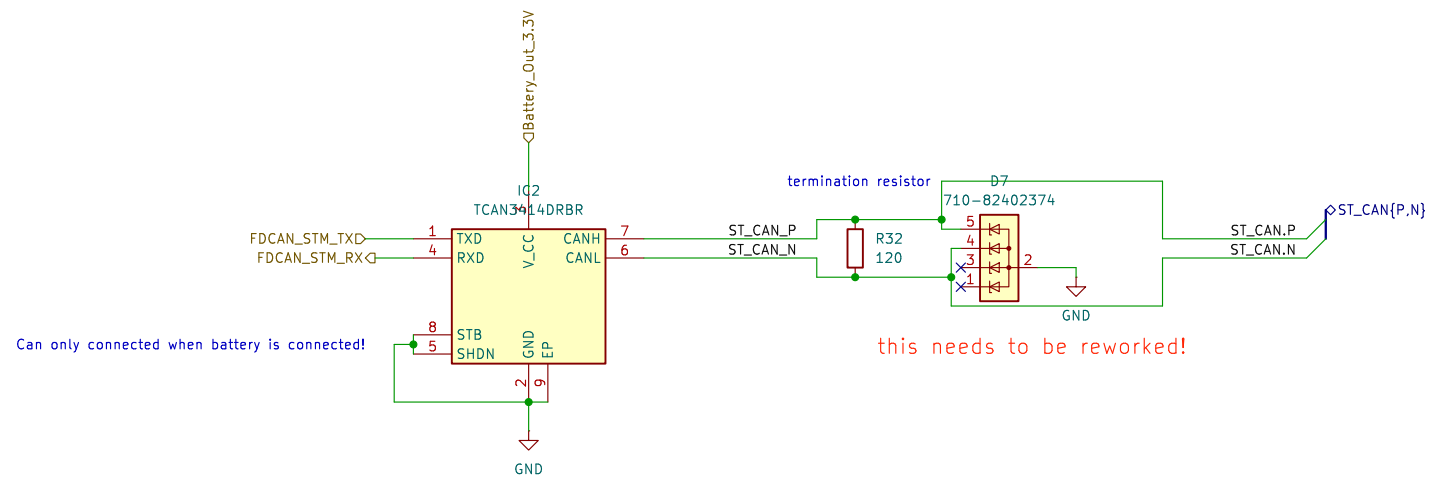 Battery_Out_3.3V
IC2
TCAN3414DRBR
3
V_CC
FDCAN_STM_TX
1
TXD
FDCAN_STM_RX
4
RXD
CANH
7
CANL
6
ST_CAN_P
ST_CAN_N
8
STB
5
SHDN
GND
EP
2
9
GND
Can only connected when battery is connected!
termination resistor
R32
120
D7
710-82402374
5
4
3
1
2
GND
this needs to be reworked!
ST_CAN.P
ST_CAN.N
ST_CAN{P,N}